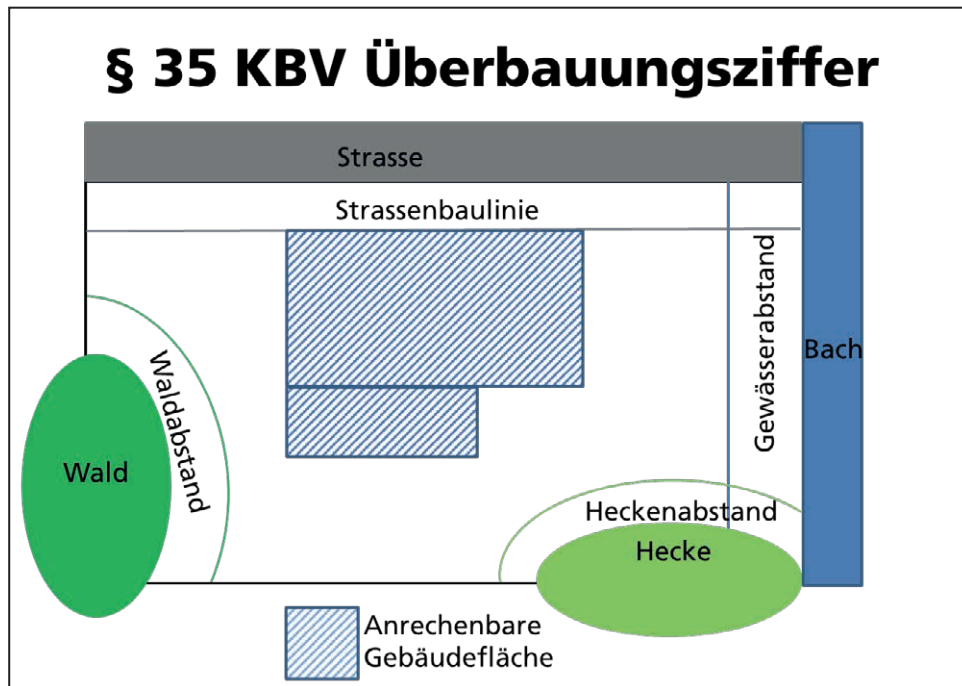 § 35 KBV Überbauungsziffer
Strasse
Strassenbaulinie
Gewässerabstand
Bach
Waldabstand
Wald
Heckenabstand
Hecke
Anrechenbare
Gebäudefläche